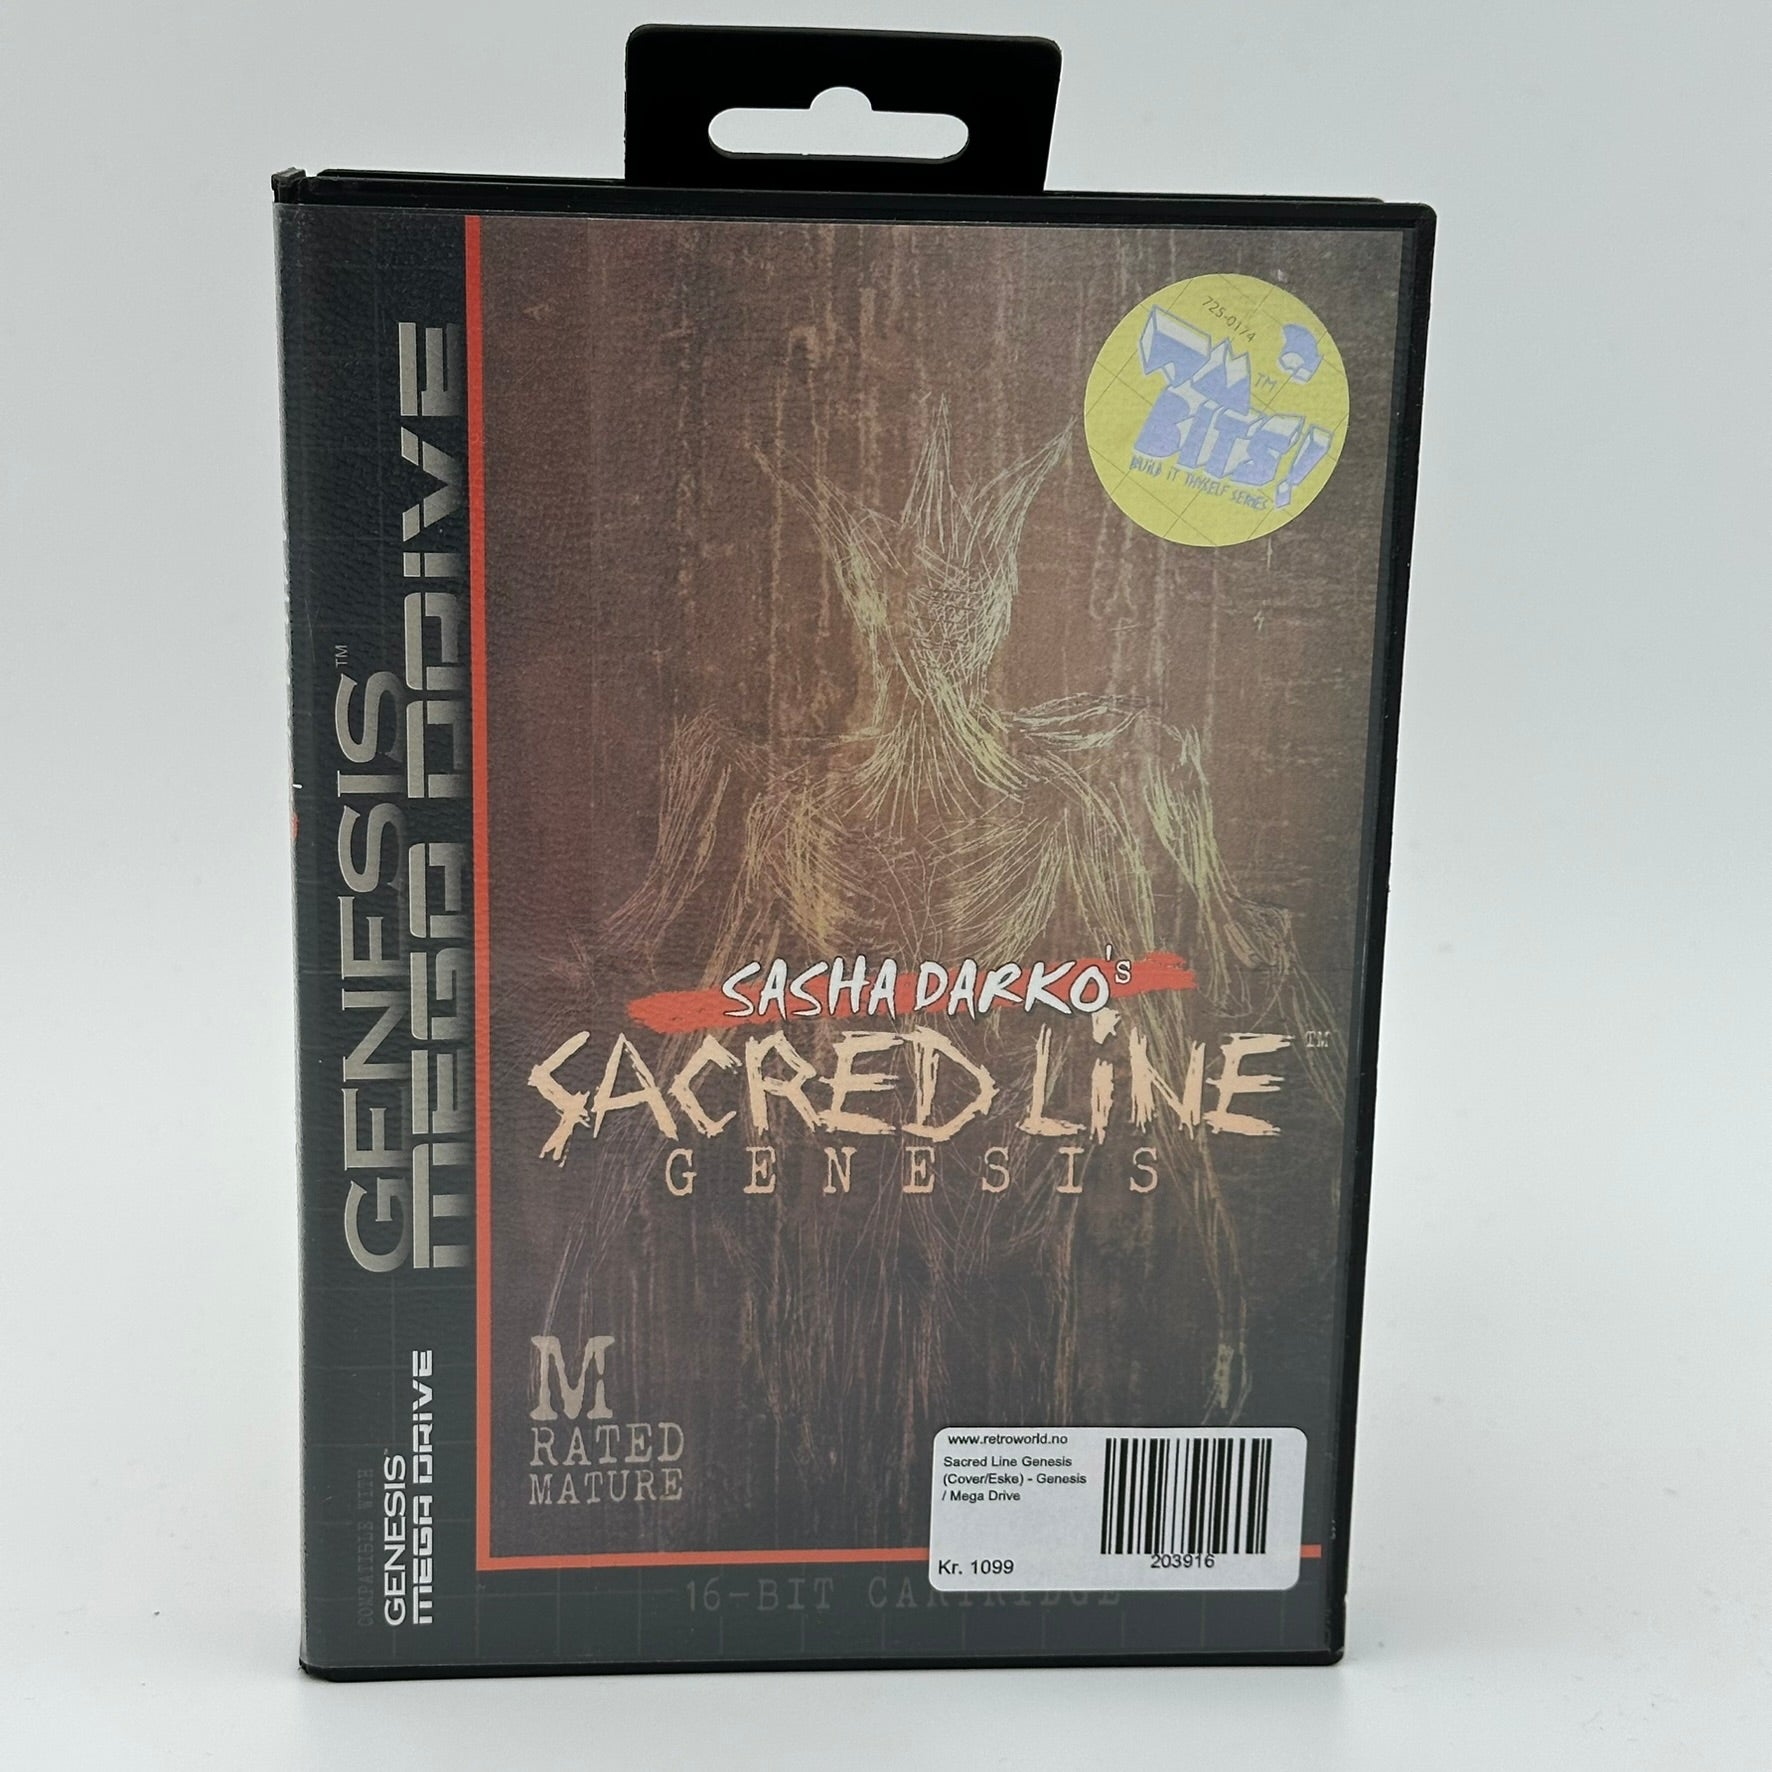 GENESIS™
MEGA DRIVE
COMPATIBLE WITH
GENESIS™
MEGA DRIVE
725-0174
BITS!
TM
BUILD IT THYSELF SERIES
SASHA DARKO's
SACRED LiNE™
GENESIS
M
RATED
MATURE
www.retroworld.no
Sacred Line Genesis
(Cover/Eske) - Genesis
/ Mega Drive
Kr. 1099
203916
16-BIT CARTRIDGE